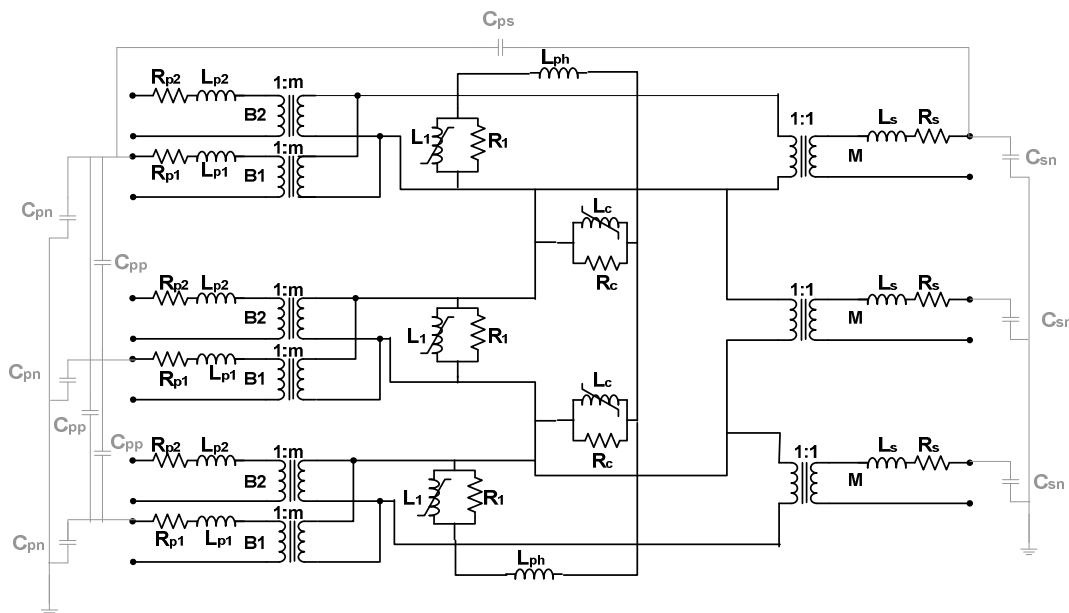 Cps
Lph
Rp2 Lp2 1:m
B2
1:1
Ls Rs
L1 R1
1:m
Rp1 Lp1 B1
M
Csn
Cpn
Lc
Cpp
Rc
Rp2 Lp2 1:m
1:1
Ls Rs
B2
M
Csn
L1 R1
1:m
Cpn
Rp1 Lp1 B1
Lc
Cpp
Cpp
Rp2 Lp2 1:m
1:1
Ls Rs
Rc
B2
M
Csn
L1 R1
1:m
Rp1 Lp1 B1
Cpn
Lph